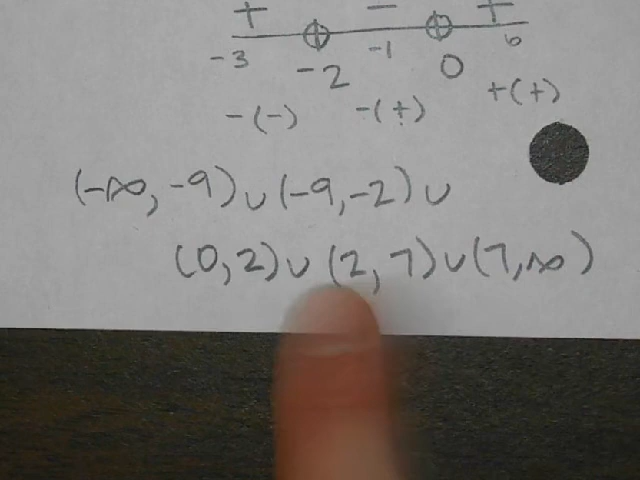 + − +
-3 -2 -1 0 6
-(-) -(+) +(+)
(-∞, -9) ∪ (-9, -2) ∪
(0, 2) ∪ (2, 7) ∪ (7, ∞)